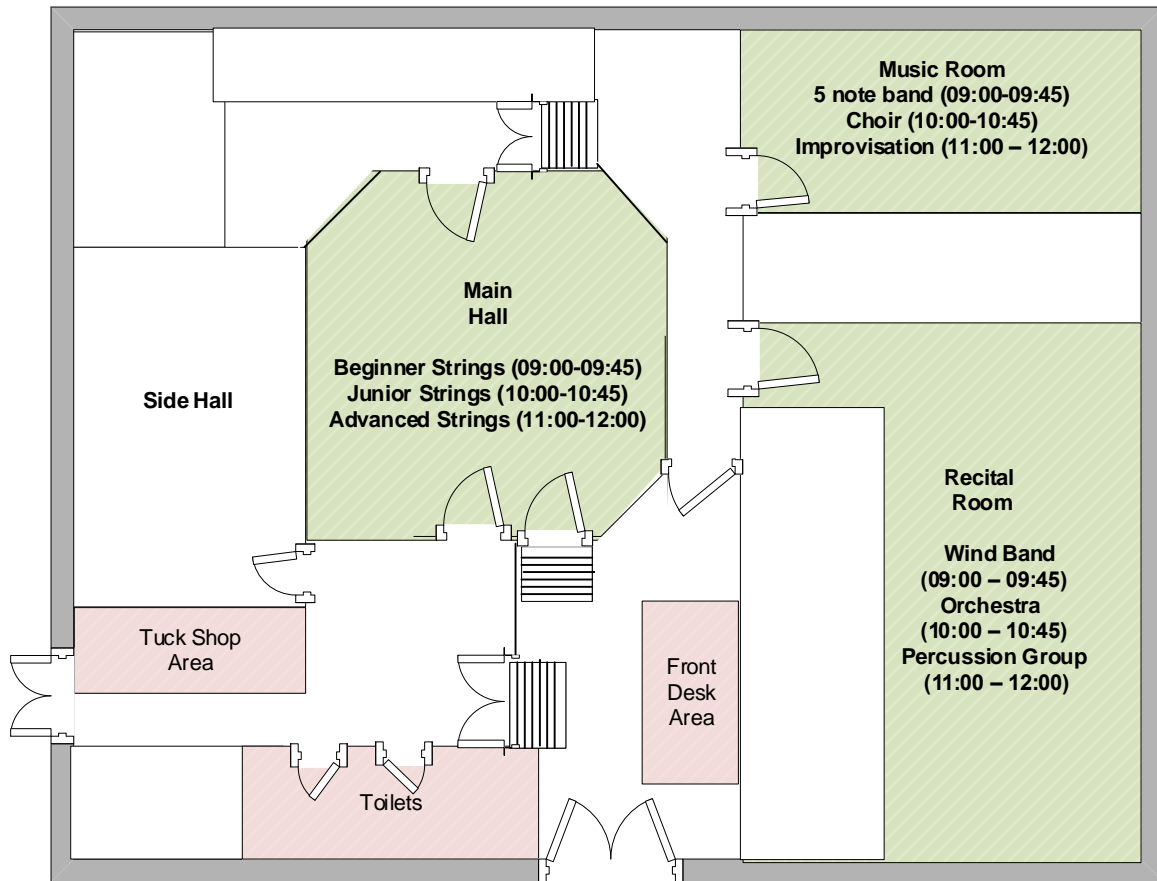 Music Room
5 note band (09:00-09:45)
Choir (10:00-10:45)
Improvisation (11:00 – 12:00)
Main
Hall
Beginner Strings (09:00-09:45)
Junior Strings (10:00-10:45)
Advanced Strings (11:00-12:00)
Side Hall
Recital
Room
Wind Band
(09:00 – 09:45)
Orchestra
(10:00 – 10:45)
Percussion Group
(11:00 – 12:00)
Tuck Shop
Area
Front
Desk
Area
Toilets